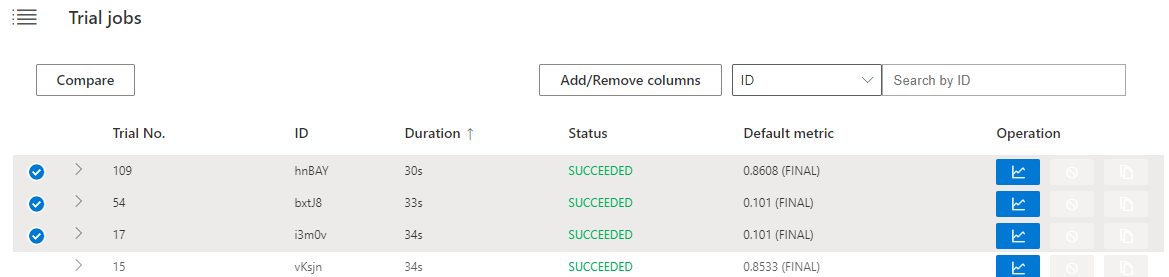 Trial jobs
Compare Add/Remove columns ID Search by ID
Trial No. ID Duration ↑ Status Default metric Operation
109 hnBAY 30s SUCCEEDED 0.8608 (FINAL)
54 bxtJ8 33s SUCCEEDED 0.101 (FINAL)
17 i3m0v 34s SUCCEEDED 0.101 (FINAL)
15 vKsjn 34s SUCCEEDED 0.8533 (FINAL)